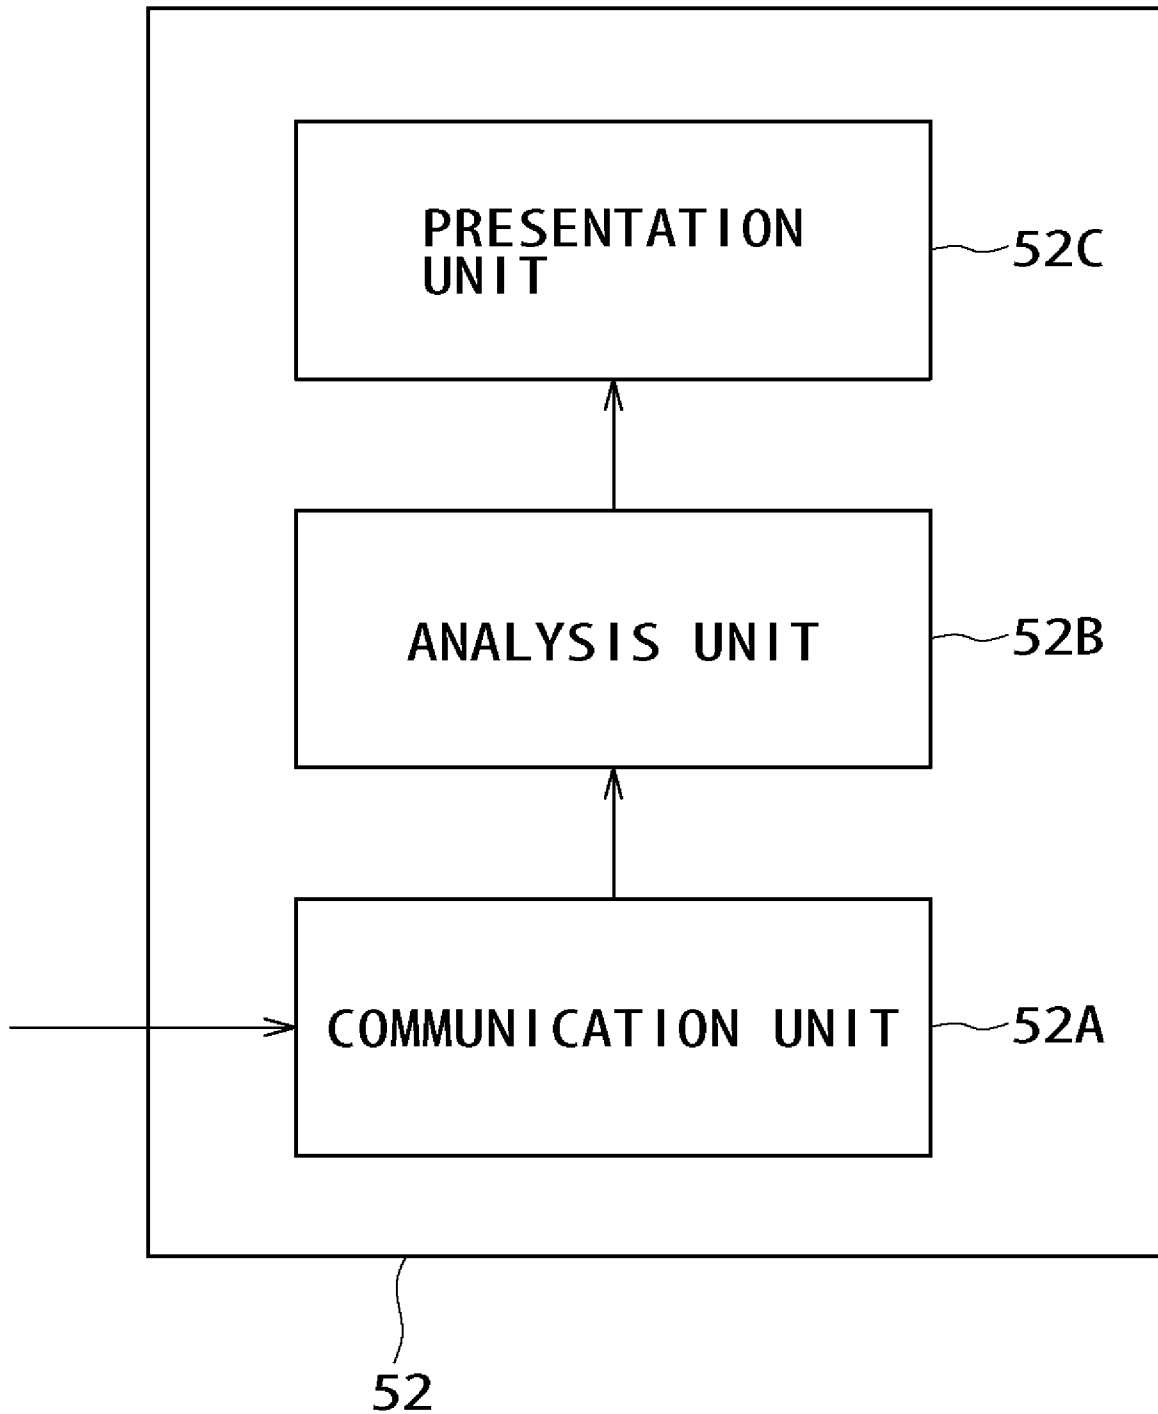 PRESENTATION
UNIT
52C
ANALYSIS UNIT
52B
COMMUNICATION UNIT
52A
52